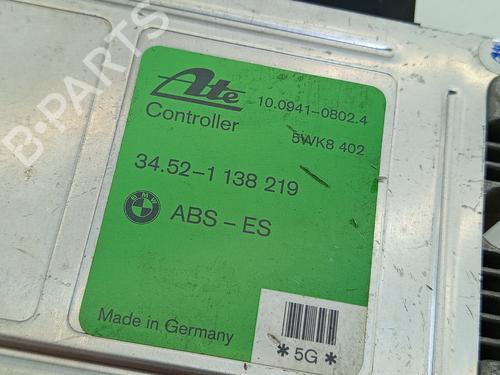 B-PARTS
Ate
10.0941-0802.4
Controller
5WK8 402
34.52-1 138 219
BMW
ABS-ES
Made in Germany
* 5G *